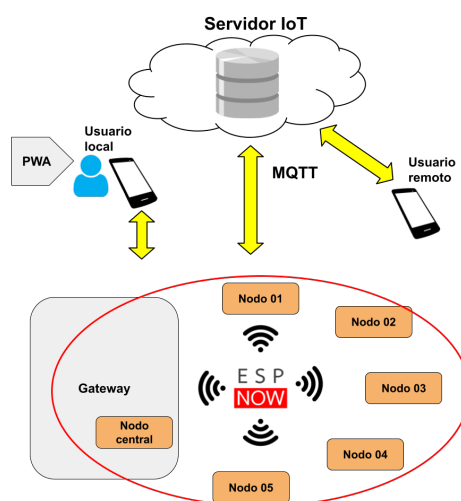 Servidor IoT
Usuario
local
PWA
MQTT
Usuario
remoto
Nodo 01
Nodo 02
Gateway
E S P
NOW
Nodo 03
Nodo
central
Nodo 04
Nodo 05